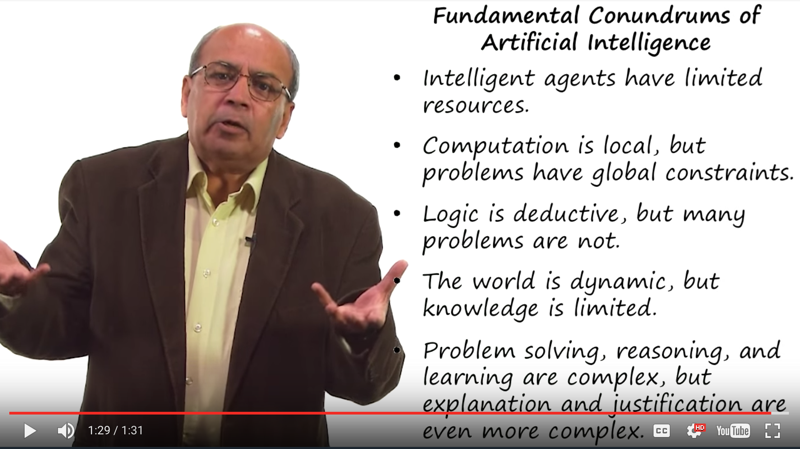 Fundamental Conundrums of
Artificial Intelligence
• Intelligent agents have limited
resources.
• Computation is local, but
problems have global constraints.
• Logic is deductive, but many
problems are not.
• The world is dynamic, but
knowledge is limited.
• Problem solving, reasoning, and
learning are complex, but
explanation and justification are
even more complex.
1:29 / 1:31
CC
HD
YouTube